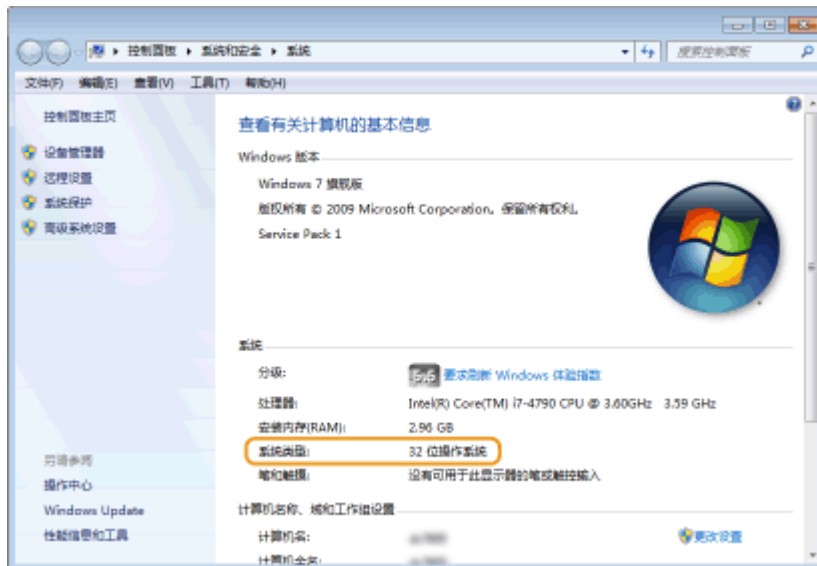 控制面板 ▸ 系统和安全 ▸ 系统
搜索控制面板
文件(F) 编辑(E) 查看(V) 工具(T) 帮助(H)
控制面板主页
设备管理器
远程设置
系统保护
高级系统设置
查看有关计算机的基本信息
Windows 版本
Windows 7 旗舰版
版权所有 © 2009 Microsoft Corporation。保留所有权利。
Service Pack 1
系统
分级: 5.5 要求刷新 Windows 体验指数
处理器: Intel(R) Core(TM) i7-4790 CPU @ 3.60GHz 3.59 GHz
安装内存(RAM): 2.96 GB
系统类型: 32 位操作系统
笔和触摸: 没有可用于此显示器的笔或触控输入
计算机名称、域和工作组设置
计算机名: 更改设置
计算机全名:
另请参阅
操作中心
Windows Update
性能信息和工具